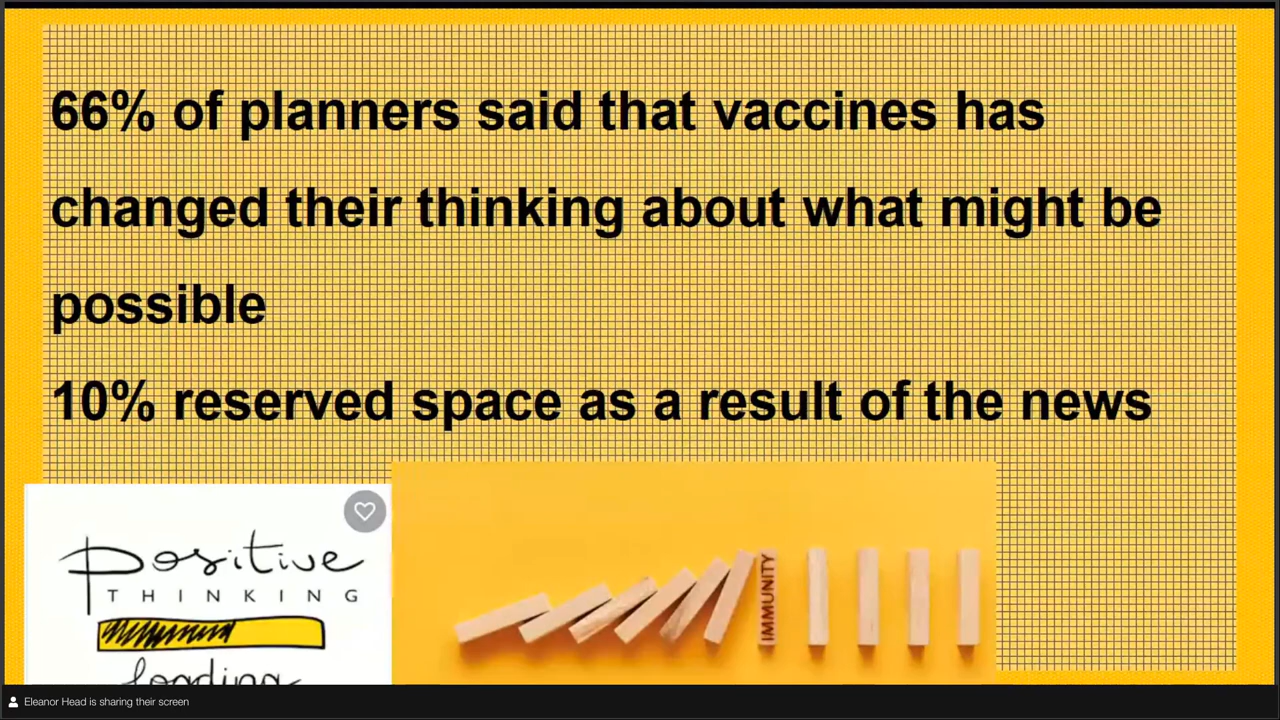 66% of planners said that vaccines has
changed their thinking about what might be
possible
10% reserved space as a result of the news
positive
THINKING
loading
IMMUNITY
Eleanor Head is sharing their screen